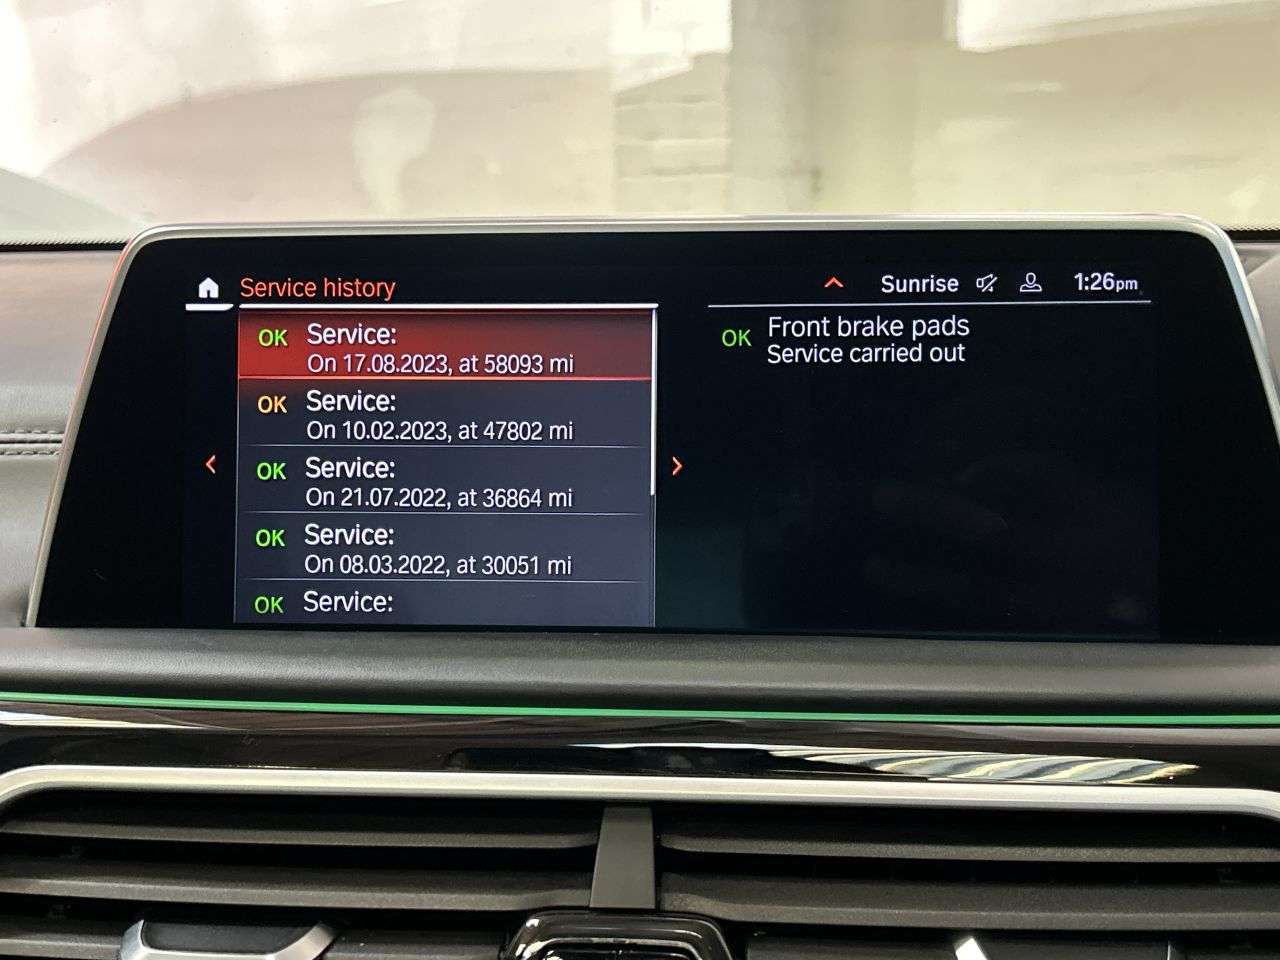 Service history
Sunrise 1:26pm
OK Service:
On 17.08.2023, at 58093 mi
OK Service:
On 10.02.2023, at 47802 mi
OK Service:
On 21.07.2022, at 36864 mi
OK Service:
On 08.03.2022, at 30051 mi
OK Service:
OK Front brake pads
Service carried out